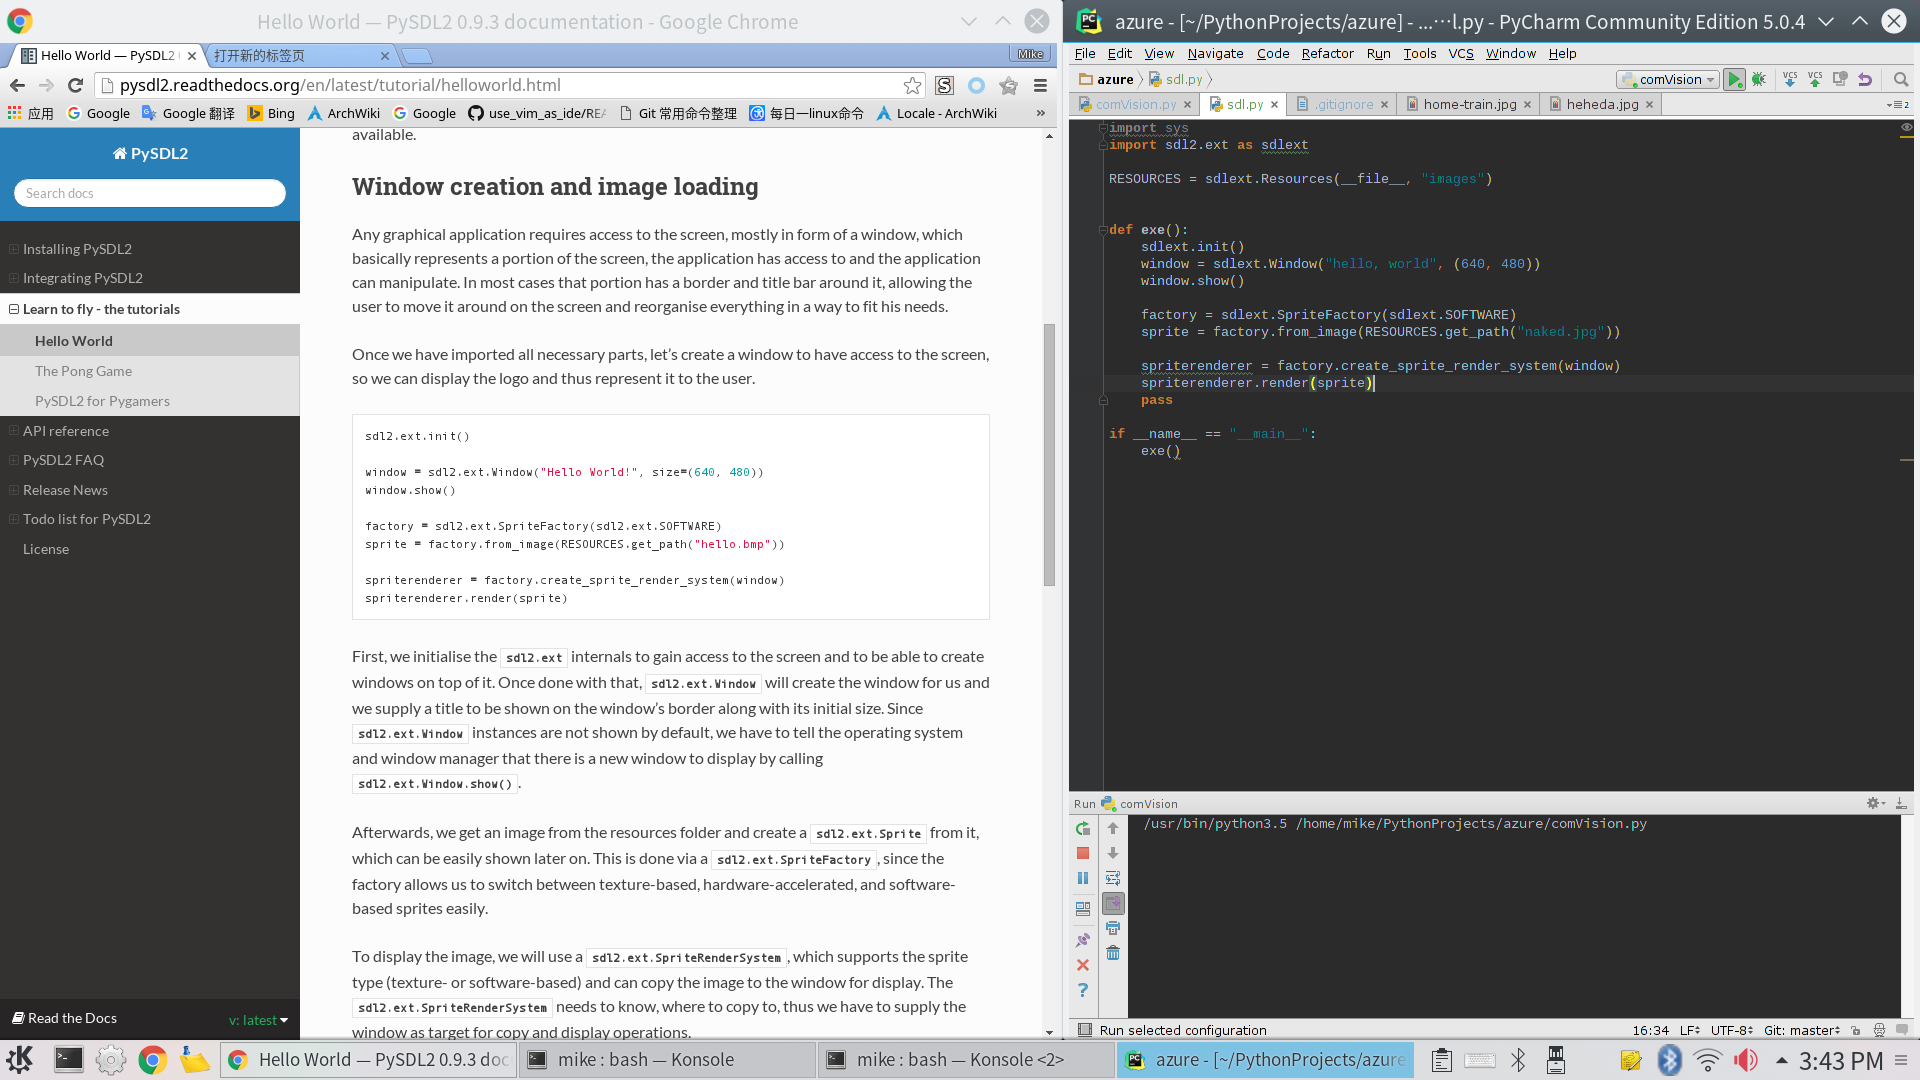 Hello World — PySDL2 0.9.3 documentation - Google Chrome
Hello World — PySDL2
打开新的标签页
Mike
pysdl2.readthedocs.org/en/latest/tutorial/helloworld.html
应用 Google Google 翻译 Bing ArchWiki Google use_vim_as_ide/REA Git 常用命令整理 每日一linux命令 Locale - ArchWiki »
PySDL2
Search docs
Installing PySDL2
Integrating PySDL2
Learn to fly - the tutorials
Hello World
The Pong Game
PySDL2 for Pygamers
API reference
PySDL2 FAQ
Release News
Todo list for PySDL2
License
Read the Docs
v: latest
available.
Window creation and image loading
Any graphical application requires access to the screen, mostly in form of a window, which
basically represents a portion of the screen, the application has access to and the application
can manipulate. In most cases that portion has a border and title bar around it, allowing the
user to move it around on the screen and reorganise everything in a way to fit his needs.
Once we have imported all necessary parts, let's create a window to have access to the screen,
so we can display the logo and thus represent it to the user.
sdl2.ext.init()
window = sdl2.ext.Window("Hello World!", size=(640, 480))
window.show()
factory = sdl2.ext.SpriteFactory(sdl2.ext.SOFTWARE)
sprite = factory.from_image(RESOURCES.get_path("hello.bmp"))
spriterenderer = factory.create_sprite_render_system(window)
spriterenderer.render(sprite)
First, we initialise the sdl2.ext internals to gain access to the screen and to be able to create
windows on top of it. Once done with that, sdl2.ext.Window will create the window for us and
we supply a title to be shown on the window's border along with its initial size. Since
sdl2.ext.Window instances are not shown by default, we have to tell the operating system
and window manager that there is a new window to display by calling
sdl2.ext.Window.show().
Afterwards, we get an image from the resources folder and create a sdl2.ext.Sprite from it,
which can be easily shown later on. This is done via a sdl2.ext.SpriteFactory, since the
factory allows us to switch between texture-based, hardware-accelerated, and software-
based sprites easily.
To display the image, we will use a sdl2.ext.SpriteRenderSystem, which supports the sprite
type (texture- or software-based) and can copy the image to the window for display. The
sdl2.ext.SpriteRenderSystem needs to know, where to copy to, thus we have to supply the
window as target for copy and display operations.
azure - [~/PythonProjects/azure] - ...⋯l.py - PyCharm Community Edition 5.0.4
File Edit View Navigate Code Refactor Run Tools VCS Window Help
azure sdl.py
comVision
VCS VCS
comVision.py sdl.py .gitignore home-train.jpg heheda.jpg
2
import sys
import sdl2.ext as sdlext
RESOURCES = sdlext.Resources(__file__, "images")
def exe():
sdlext.init()
window = sdlext.Window("hello, world", (640, 480))
window.show()
factory = sdlext.SpriteFactory(sdlext.SOFTWARE)
sprite = factory.from_image(RESOURCES.get_path("naked.jpg"))
spriterenderer = factory.create_sprite_render_system(window)
spriterenderer.render(sprite)
pass
if __name__ == "__main__":
exe()
Run comVision
/usr/bin/python3.5 /home/mike/PythonProjects/azure/comVision.py
Run selected configuration
16:34 LF÷ UTF-8÷ Git: master÷
Hello World — PySDL2 0.9.3 doc
mike : bash — Konsole
mike : bash — Konsole <2>
azure - [~/PythonProjects/azure
3:43 PM